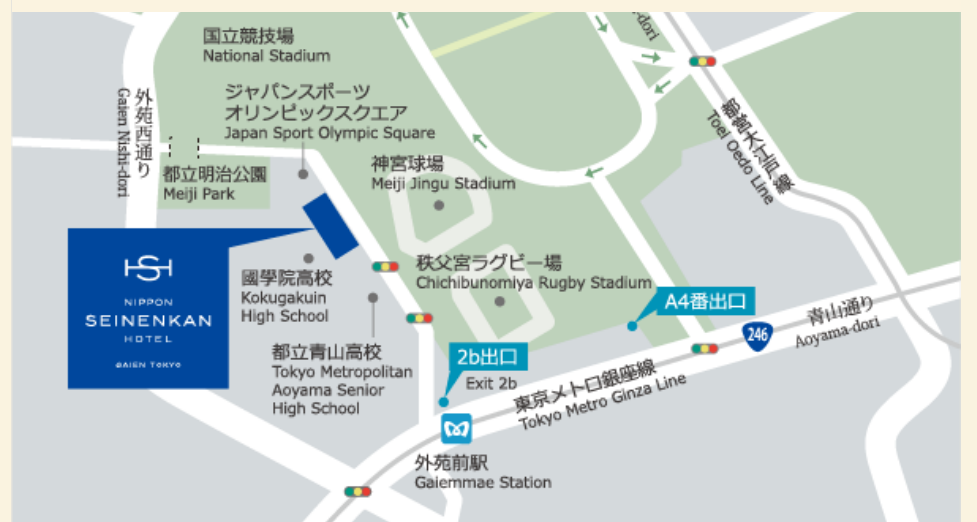 国立競技場
National Stadium
ジャパンスポーツ
オリンピックスクエア
Japan Sport Olympic Square
外苑西通り
Gaien Nishi-dori
都立明治公園
Meiji Park
神宮球場
Meiji Jingu Stadium
都営大江戸線
Toei Oedo Line
-dori
SH
NIPPON
SEINENKAN
HOTEL
GAIEN TOKYO
國學院高校
Kokugakuin
High School
秩父宮ラグビー場
Chichibunomiya Rugby Stadium
A4番出口
246
青山通り
Aoyama-dori
都立青山高校
Tokyo Metropolitan
Aoyama Senior
High School
2b出口
Exit 2b
東京メトロ銀座線
Tokyo Metro Ginza Line
外苑前駅
Gaiemmae Station